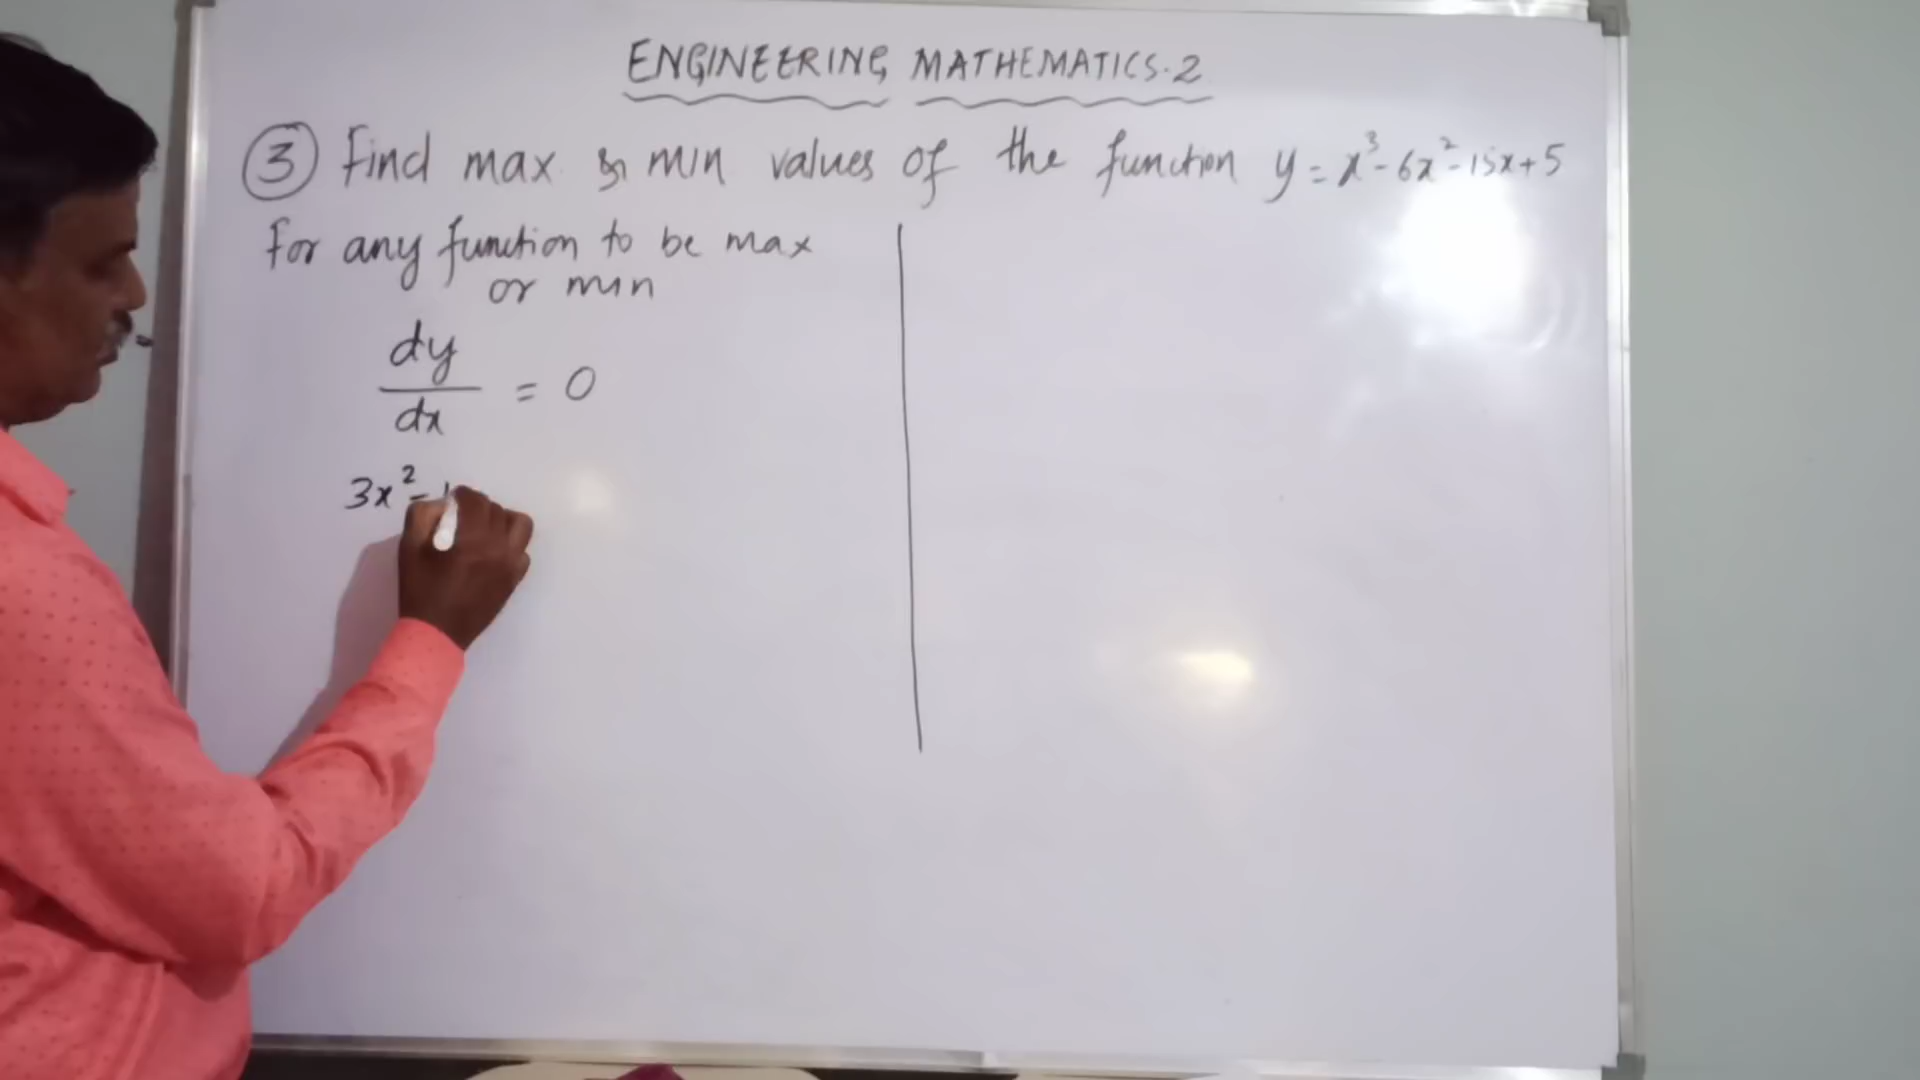 ENGINEERING MATHEMATICS-2
③ Find max & min values of the function y = x³-6x²-15x+5
For any function to be max
or min
dy
dx = 0
3x² - 1